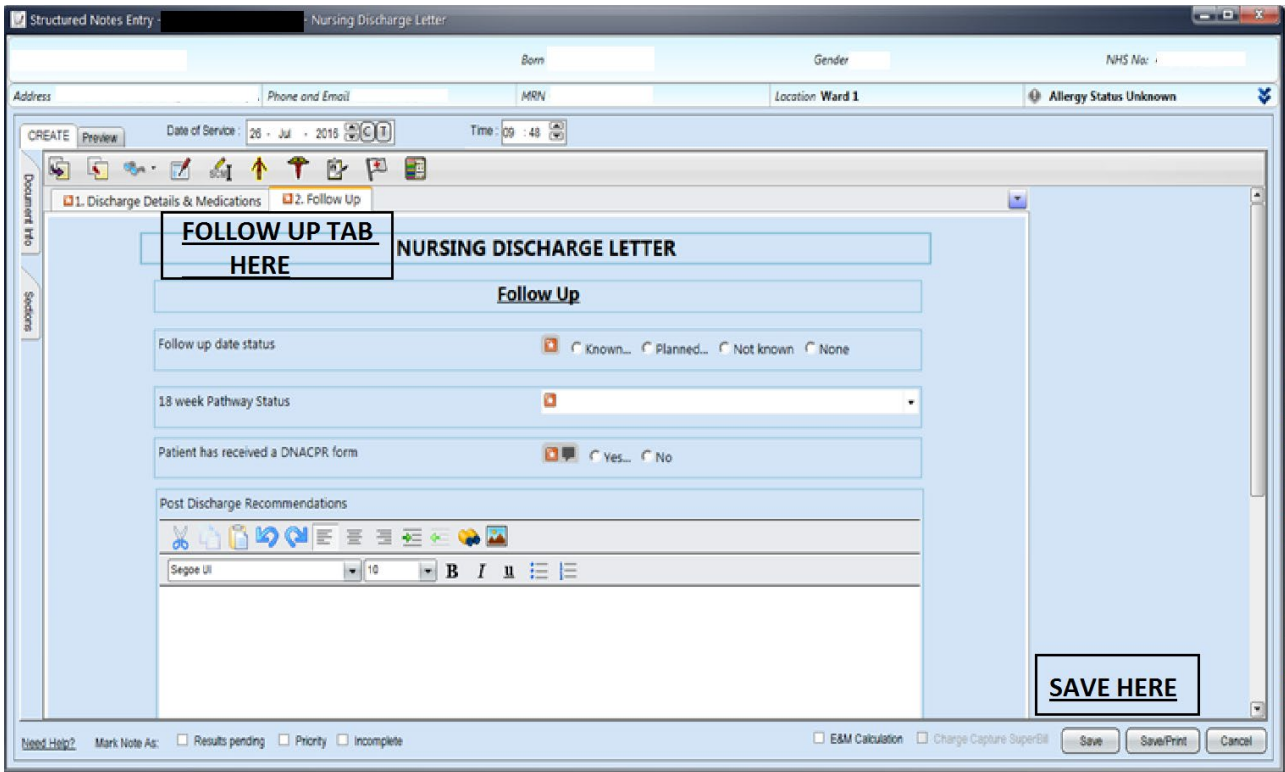 Structured Notes Entry - - Nursing Discharge Letter
Born Gender NHS No:
Address Phone and Email MRN Location Ward 1 Allergy Status Unknown
CREATE Preview Date of Service: 26 - Jul - 2016 C T Time: 09 : 48
Document Info
Sections
1. Discharge Details & Medications 2. Follow Up
FOLLOW UP TAB
HERE
NURSING DISCHARGE LETTER
Follow Up
Follow up date status Known... Planned... Not known None
18 week Pathway Status
Patient has received a DNACPR form Yes... No
Post Discharge Recommendations
Segoe UI 10 B I u
SAVE HERE
Need Help? Mark Note As: Results pending Priority Incomplete E&M Calculation Charge Capture SuperBill Save Save/Print Cancel